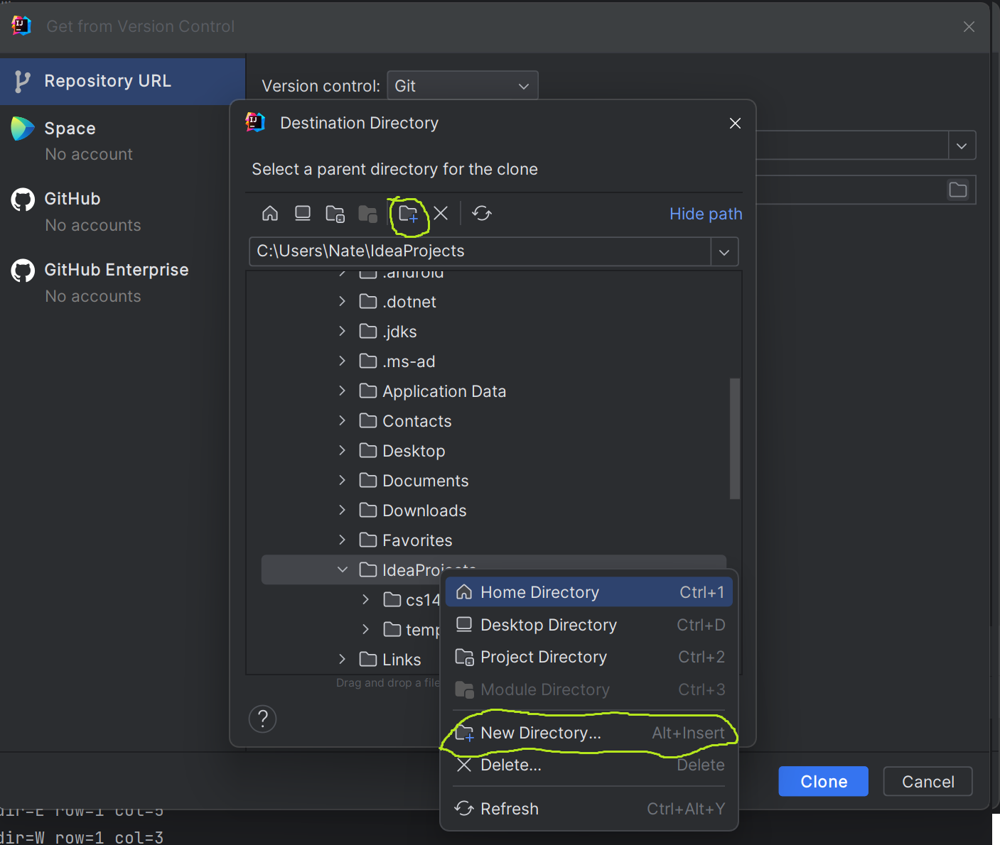 IJ
Get from Version Control
Repository URL
Version control:
Git
Space
No account
GitHub
No accounts
GitHub Enterprise
No accounts
IJ
Destination Directory
Select a parent directory for the clone
Hide path
C:\Users\Nate\IdeaProjects
.android
.dotnet
.jdks
.ms-ad
Application Data
Contacts
Desktop
Documents
Downloads
Favorites
IdeaProjects
cs14
temp
Links
Drag and drop a file
?
Home Directory Ctrl+1
Desktop Directory Ctrl+D
Project Directory Ctrl+2
Module Directory Ctrl+3
New Directory... Alt+Insert
Delete... Delete
Refresh Ctrl+Alt+Y
Clone
Cancel
dir=E row=1 col=5
dir=W row=1 col=3